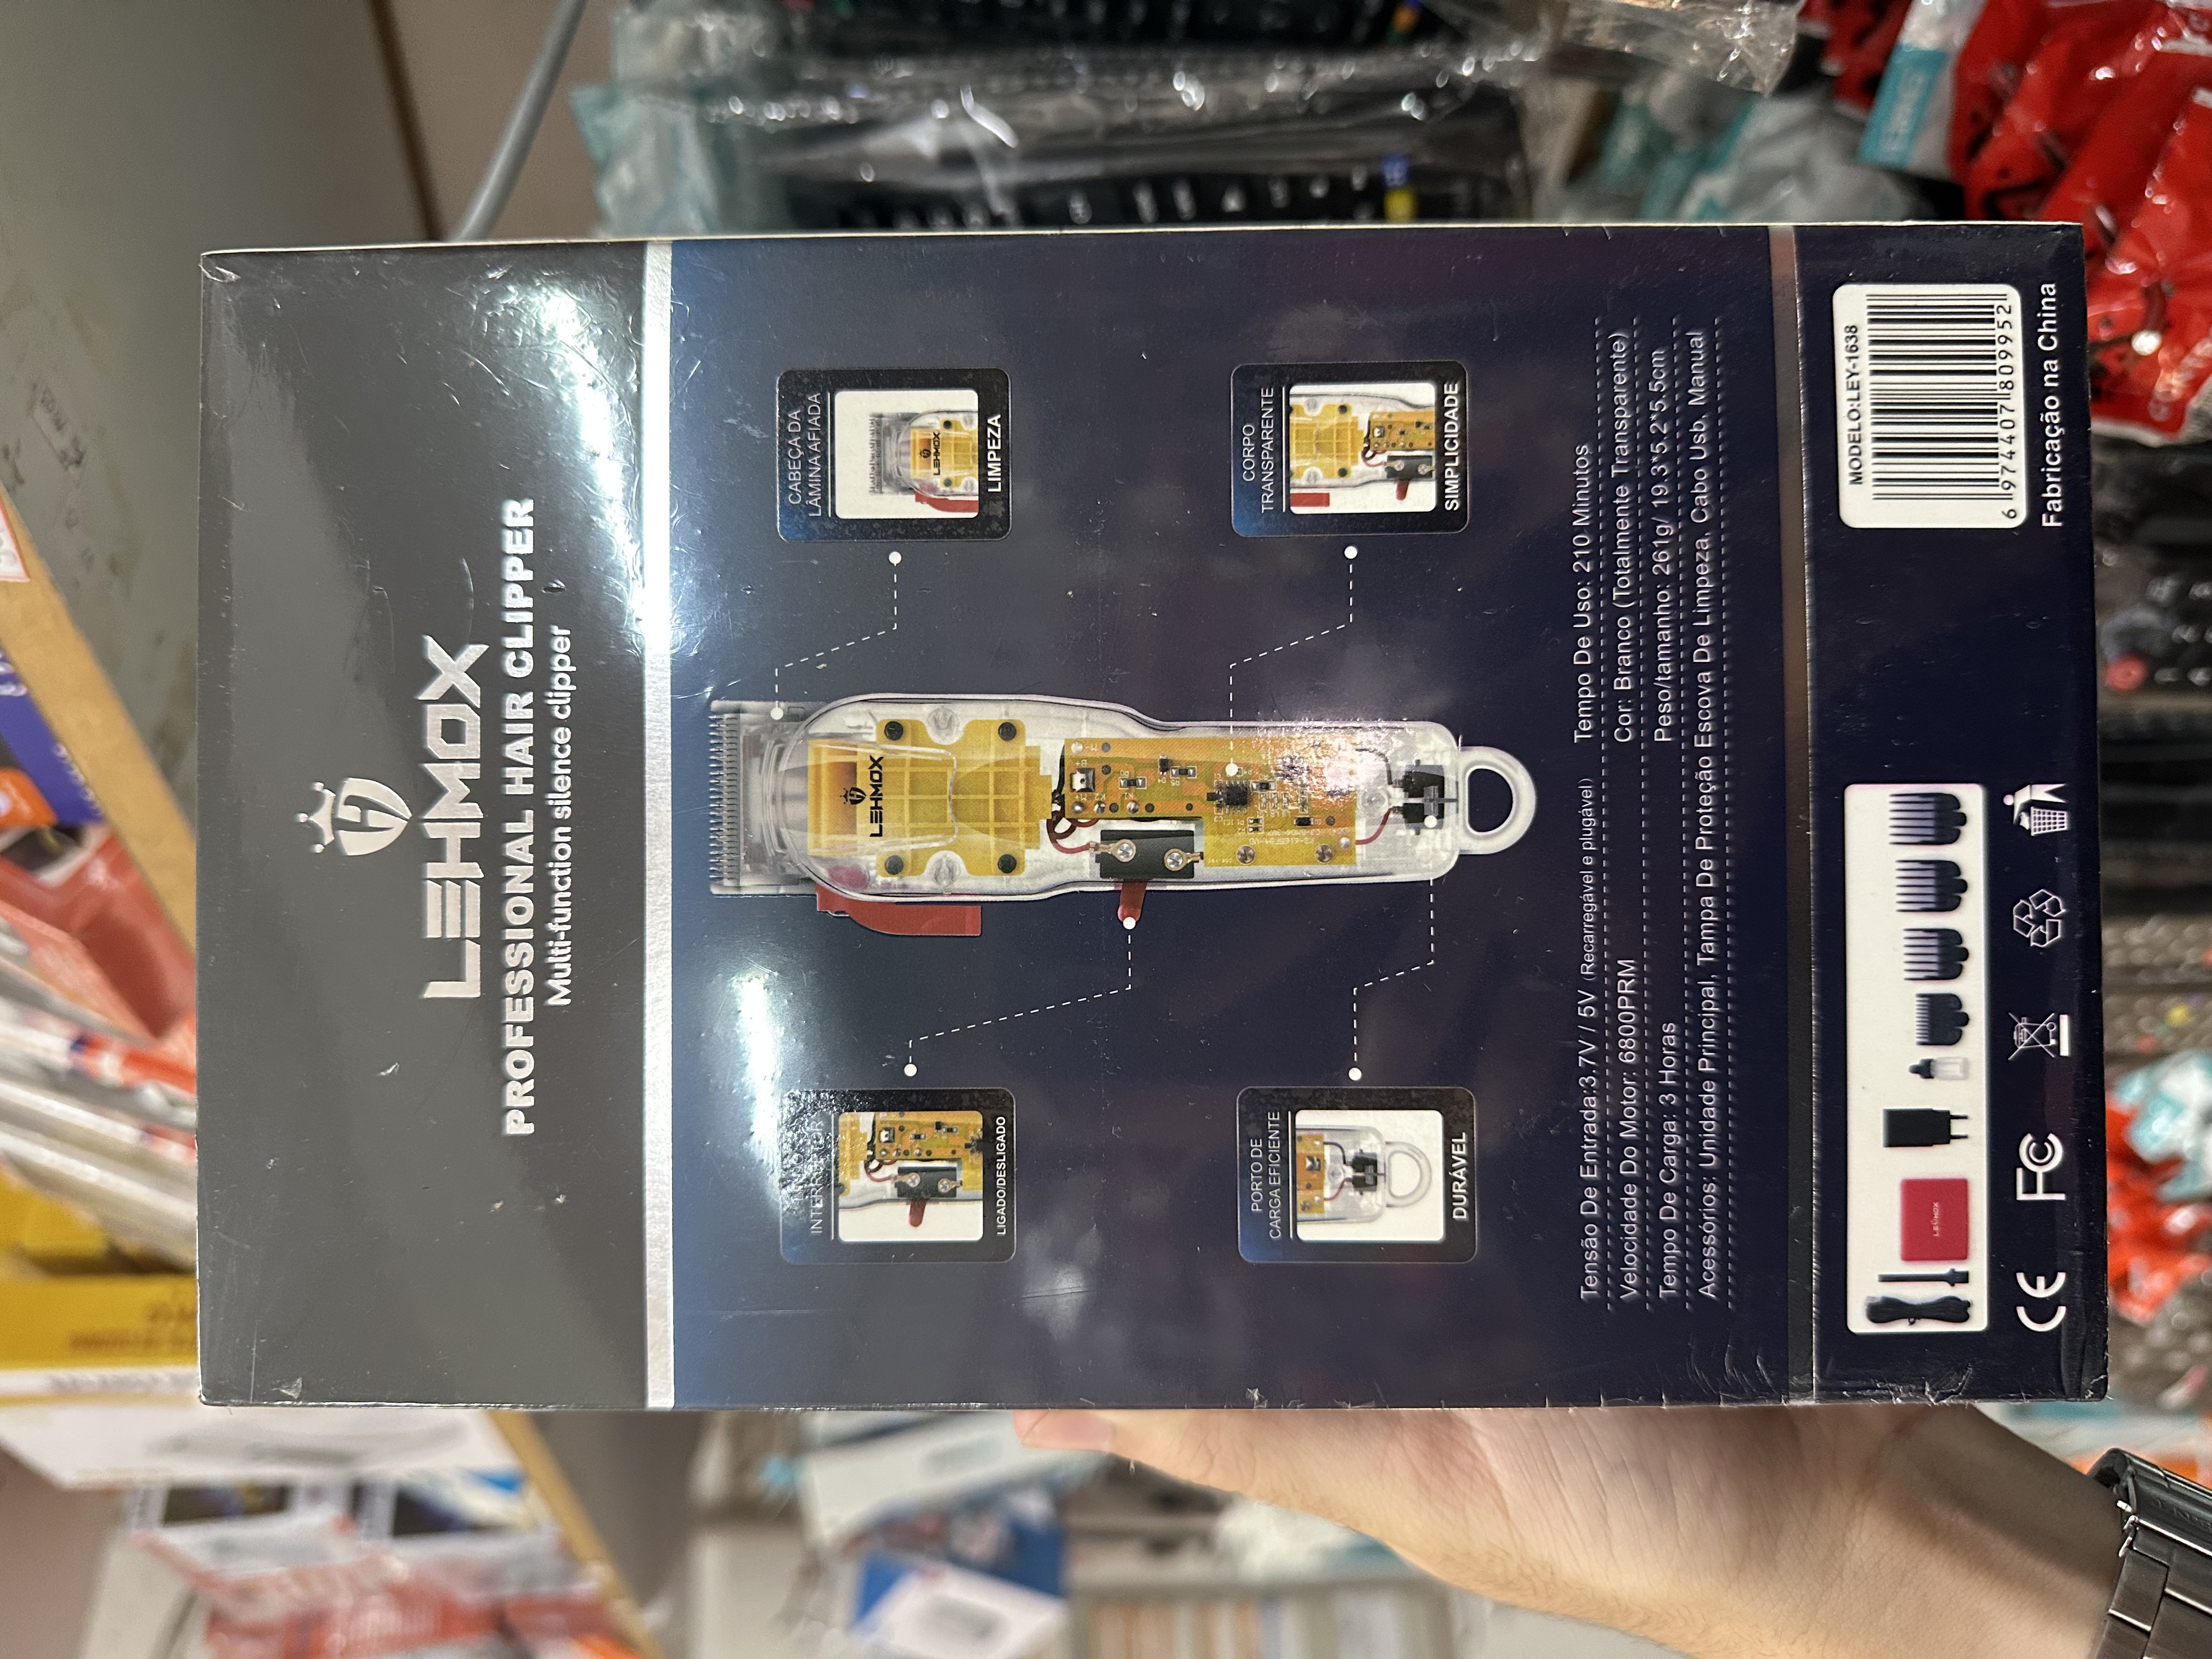 LEHMOX
PROFESSIONAL HAIR CLIPPER
Multi-function silence clipper
CABEÇA DA
LÂMINA AFIADA
LIMPEZA
LIGADO/DESLIGADO
LEHMOX
LEHMOX
PORTO DE
CARGA EFICIENTE
DURÁVEL
CORPO
TRANSPARENTE
SIMPLICIDADE
Tensão De Entrada:3.7V / 5V (Recarregável e plugável)
Tempo De Uso: 210 Minutos
Velocidade Do Motor: 6800PRM
Cor: Branco (Totalmente Transparente)
Tempo De Carga: 3 Horas
Peso/tamanho: 261g/ 19.3*5.2*5.5cm
Acessórios: Unidade Principal, Tampa De Proteção Escova De Limpeza. Cabo Usb. Manual
LEHMOX
MODELO:LEY-1638
6 974407 809952
CE FC
Fabricação na China